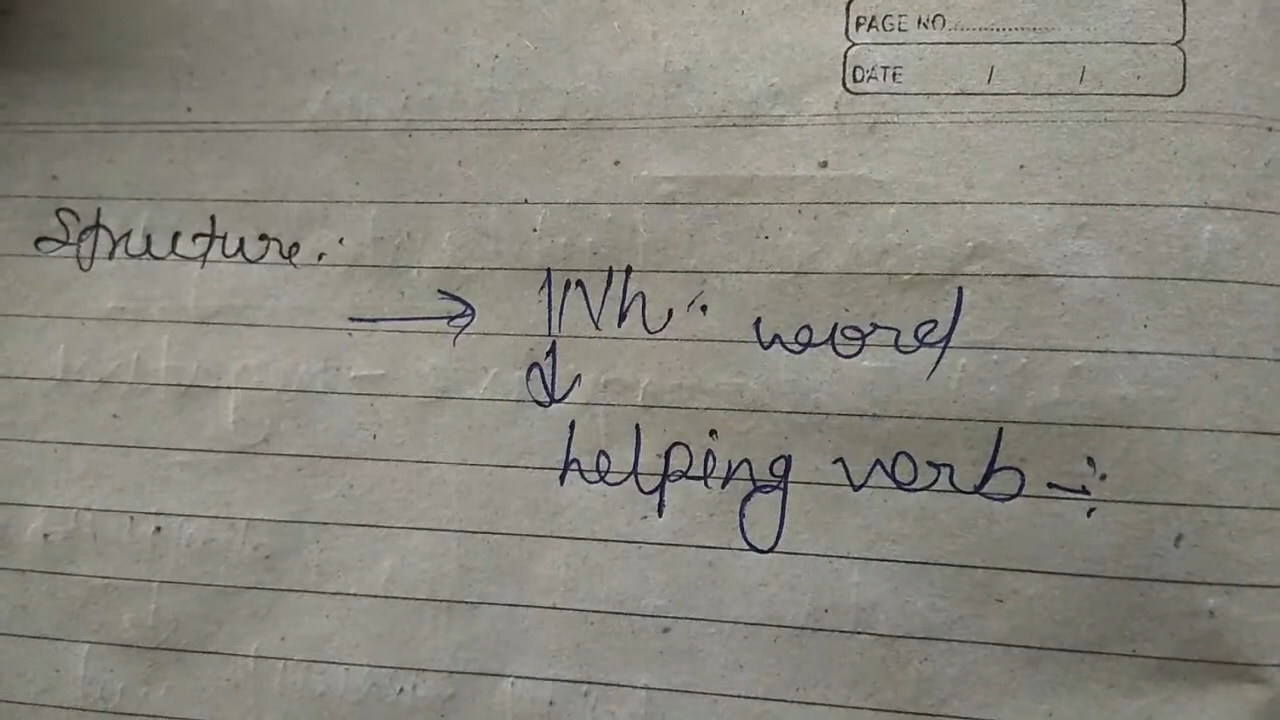 PAGE NO..................
DATE / /
Structure:
→ Wh: word
↓
helping verb -: